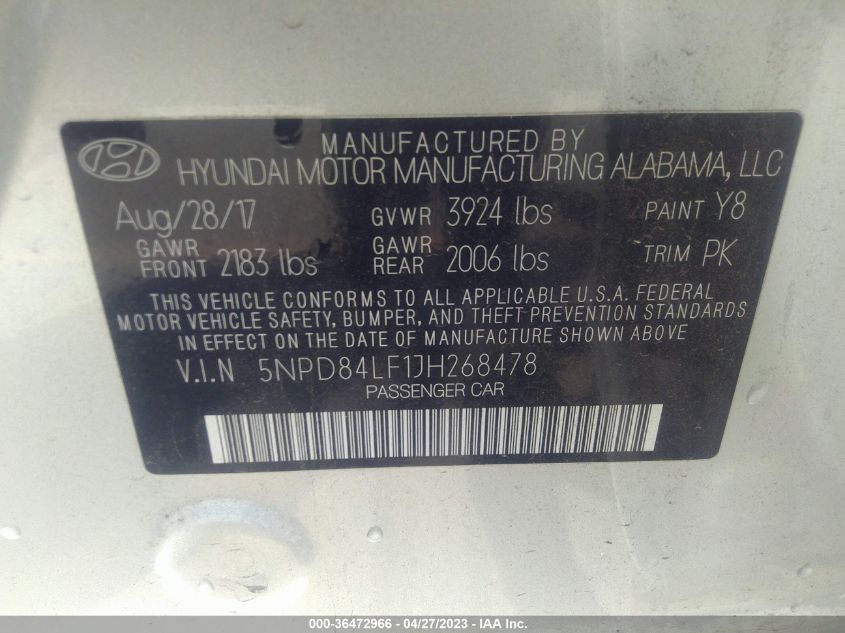 MANUFACTURED BY
HYUNDAI MOTOR MANUFACTURING ALABAMA, LLC
Aug/28/17 GVWR 3924 lbs PAINT Y8
GAWR FRONT 2183 lbs GAWR REAR 2006 lbs TRIM PK
THIS VEHICLE CONFORMS TO ALL APPLICABLE U.S.A. FEDERAL
MOTOR VEHICLE SAFETY, BUMPER, AND THEFT PREVENTION STANDARDS
IN EFFECT ON THE DATE OF MANUFACTURE SHOWN ABOVE
V.I.N 5NPD84LF1JH268478
PASSENGER CAR
000-36472966 - 04/27/2023 - IAA Inc.